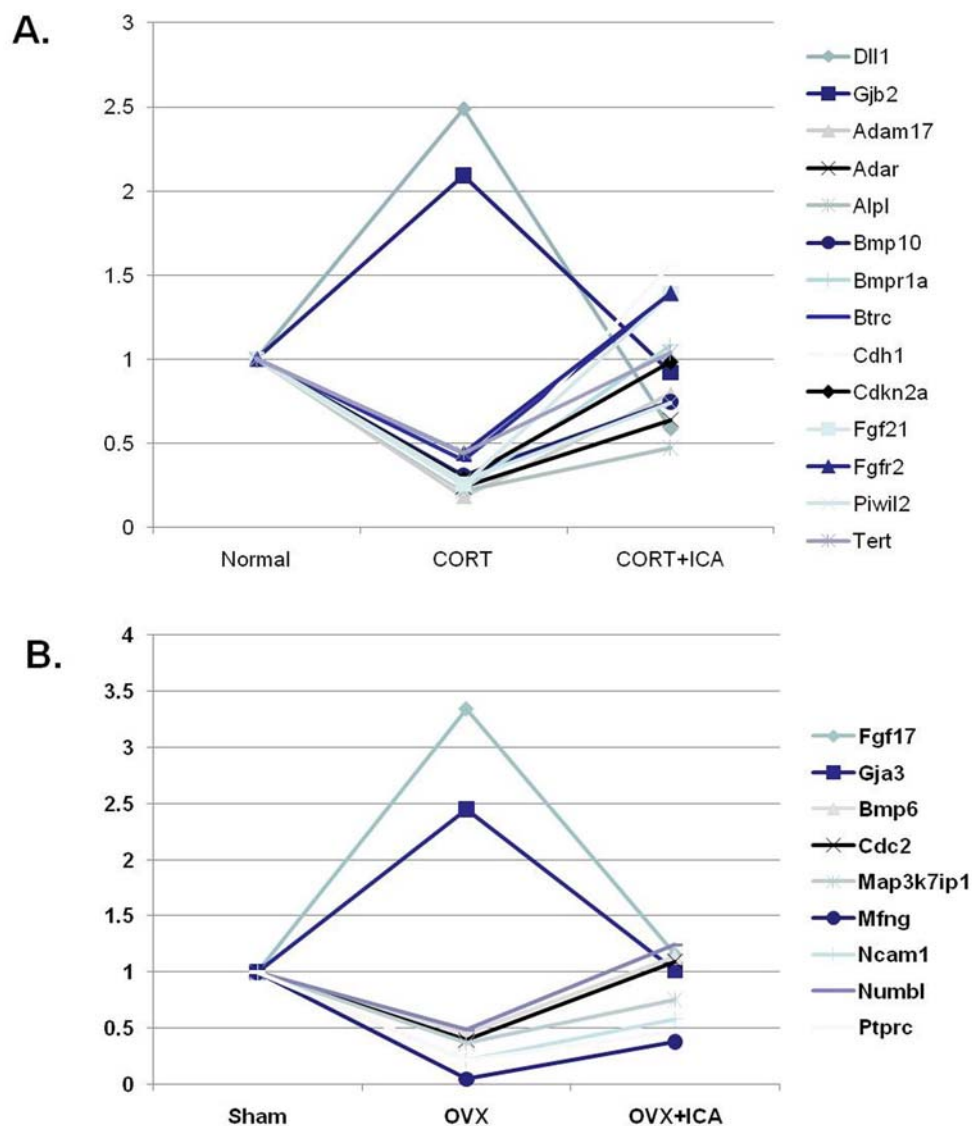 A.
3
2.5
2
1.5
1
0.5
0
Normal CORT CORT+ICA
Dll1
Gjb2
Adam17
Adar
Alpl
Bmp10
Bmpr1a
Btrc
Cdh1
Cdkn2a
Fgf21
Fgfr2
Piwil2
Tert
B.
4
3.5
3
2.5
2
1.5
1
0.5
0
Sham OVX OVX+ICA
Fgf17
Gja3
Bmp6
Cdc2
Map3k7ip1
Mfng
Ncam1
Numbl
Ptprc